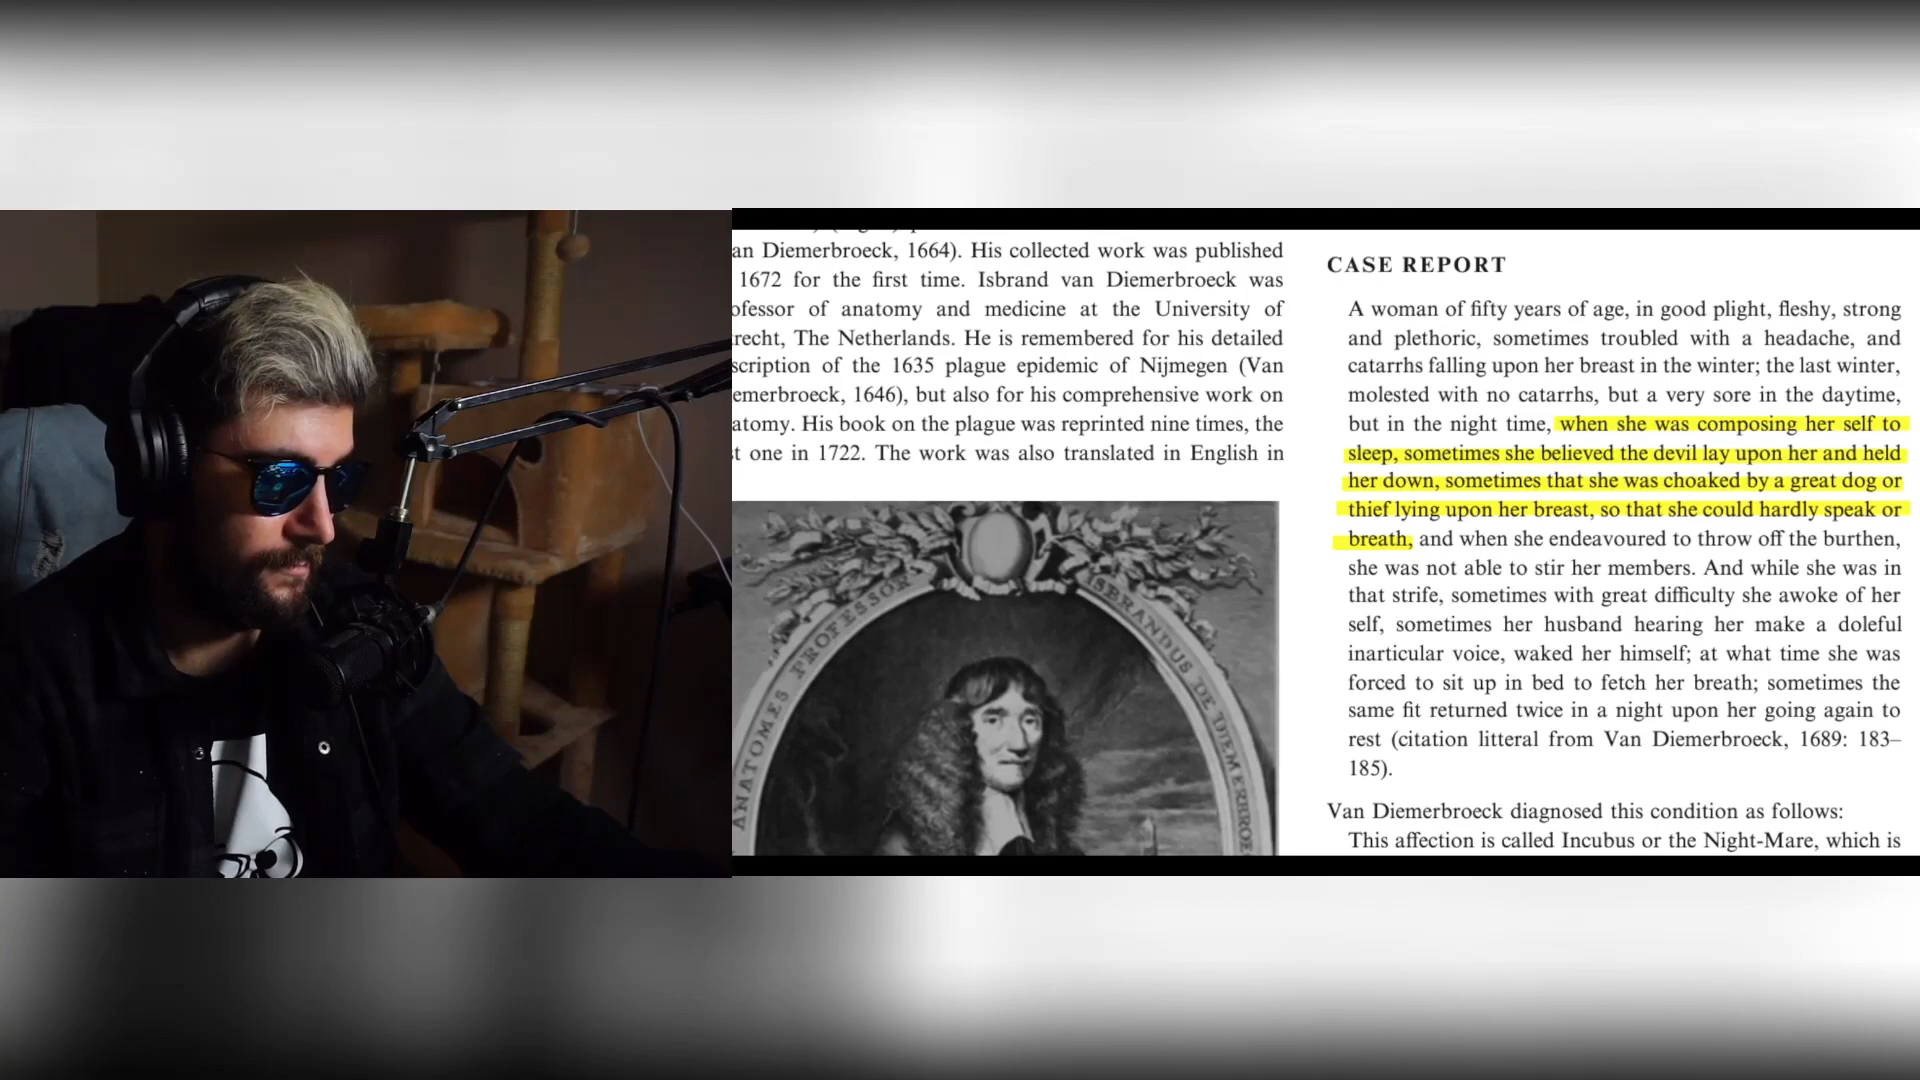 an Diemerbroeck, 1664). His collected work was published
1672 for the first time. Isbrand van Diemerbroeck was
ofessor of anatomy and medicine at the University of
recht, The Netherlands. He is remembered for his detailed
scription of the 1635 plague epidemic of Nijmegen (Van
emerbroeck, 1646), but also for his comprehensive work on
atomy. His book on the plague was reprinted nine times, the
t one in 1722. The work was also translated in English in
ANATOMES PROFESSOR
ISBRANDUS DE DIEMERBROE
CASE REPORT
A woman of fifty years of age, in good plight, fleshy, strong
and plethoric, sometimes troubled with a headache, and
catarrhs falling upon her breast in the winter; the last winter,
molested with no catarrhs, but a very sore in the daytime,
but in the night time, when she was composing her self to
sleep, sometimes she believed the devil lay upon her and held
her down, sometimes that she was choaked by a great dog or
thief lying upon her breast, so that she could hardly speak or
breath, and when she endeavoured to throw off the burthen,
she was not able to stir her members. And while she was in
that strife, sometimes with great difficulty she awoke of her
self, sometimes her husband hearing her make a doleful
inarticular voice, waked her himself; at what time she was
forced to sit up in bed to fetch her breath; sometimes the
same fit returned twice in a night upon her going again to
rest (citation litteral from Van Diemerbroeck, 1689: 183–
185).
Van Diemerbroeck diagnosed this condition as follows:
This affection is called Incubus or the Night-Mare, which is